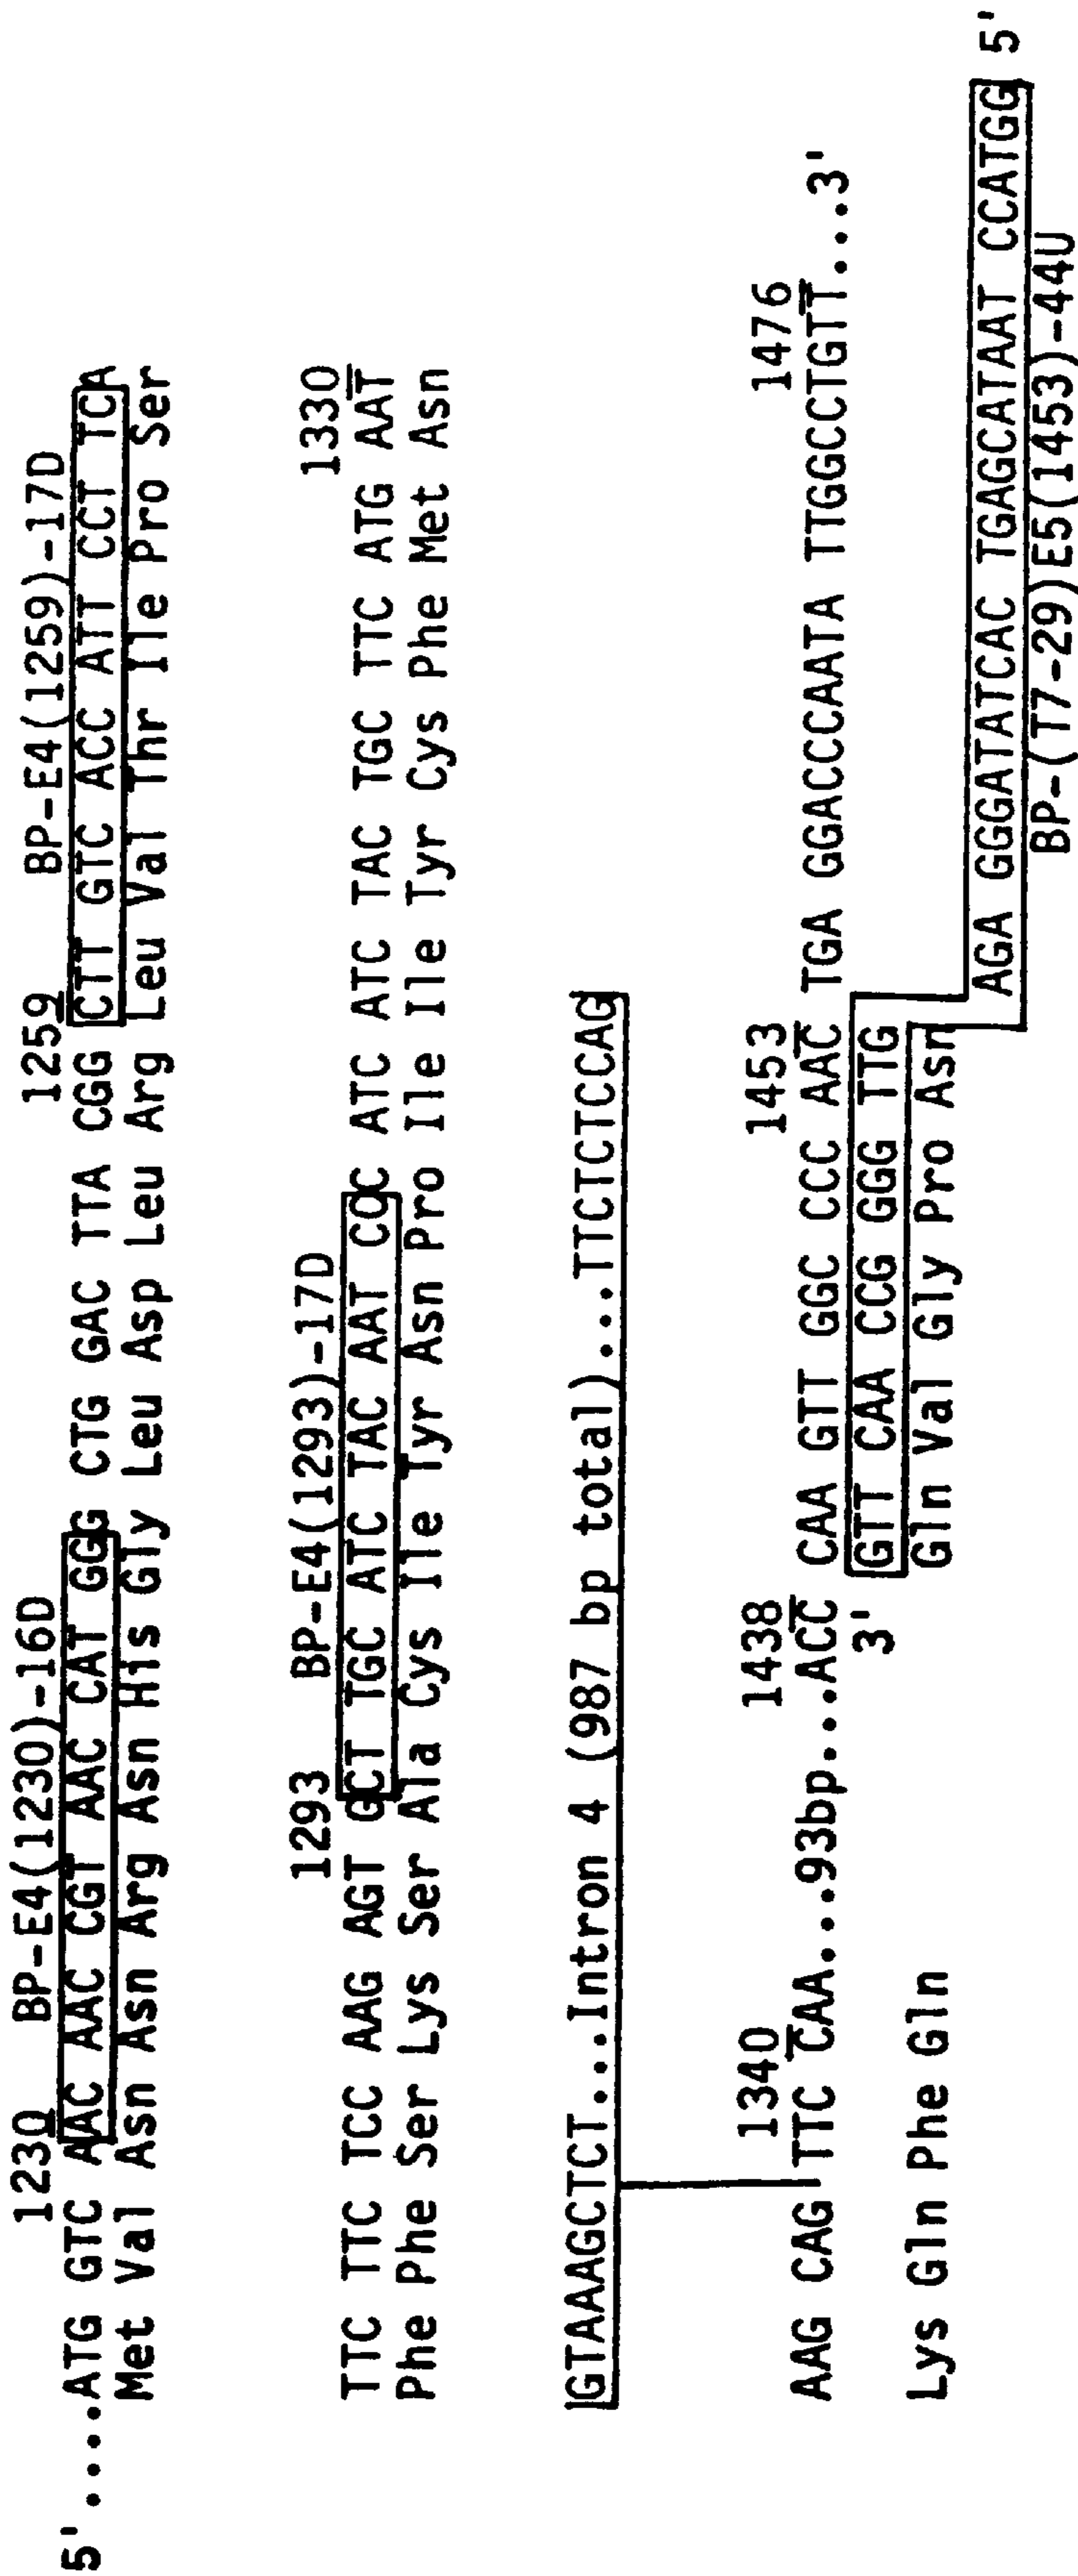 1230 BP-E4(1230)-16D 1259 BP-E4(1259)-17D
5'.....ATG GTC AAC AAC CGT AAC CAT GGG CTG GAC TTA CGG CTT GTC ACC ATT CCT TCA
Met Val Asn Asn Arg Asn His Gly Leu Asp Leu Arg Leu Val Thr Ile Pro Ser
1293 BP-E4(1293)-17D 1330
TTC TTC TCC AAG AGT GCT TGC ATC TAC AAT CCC ATC ATC TAC TGC TTC ATG AAT
Phe Phe Ser Lys Ser Ala Cys Ile Tyr Asn Pro Ile Ile Tyr Cys Phe Met Asn
GTAAGCTCT...Intron 4 (987 bp total)...TTCTCTCCAG
1340 1438 1453 1476
AAG CAG TTC CAA...93bp...ACC CAA GTT GGC CCC AAC TGA GGACCCAATA TTGGCCTGTT....3'
3' GTT CAA CCG GGG TTG
Lys Gln Phe Gln Gln Val Gly Pro Asn
AGA GGGATATCAC TGAGCATAAT CCATGG 5'
BP-(T7-29)E5(1453)-44U